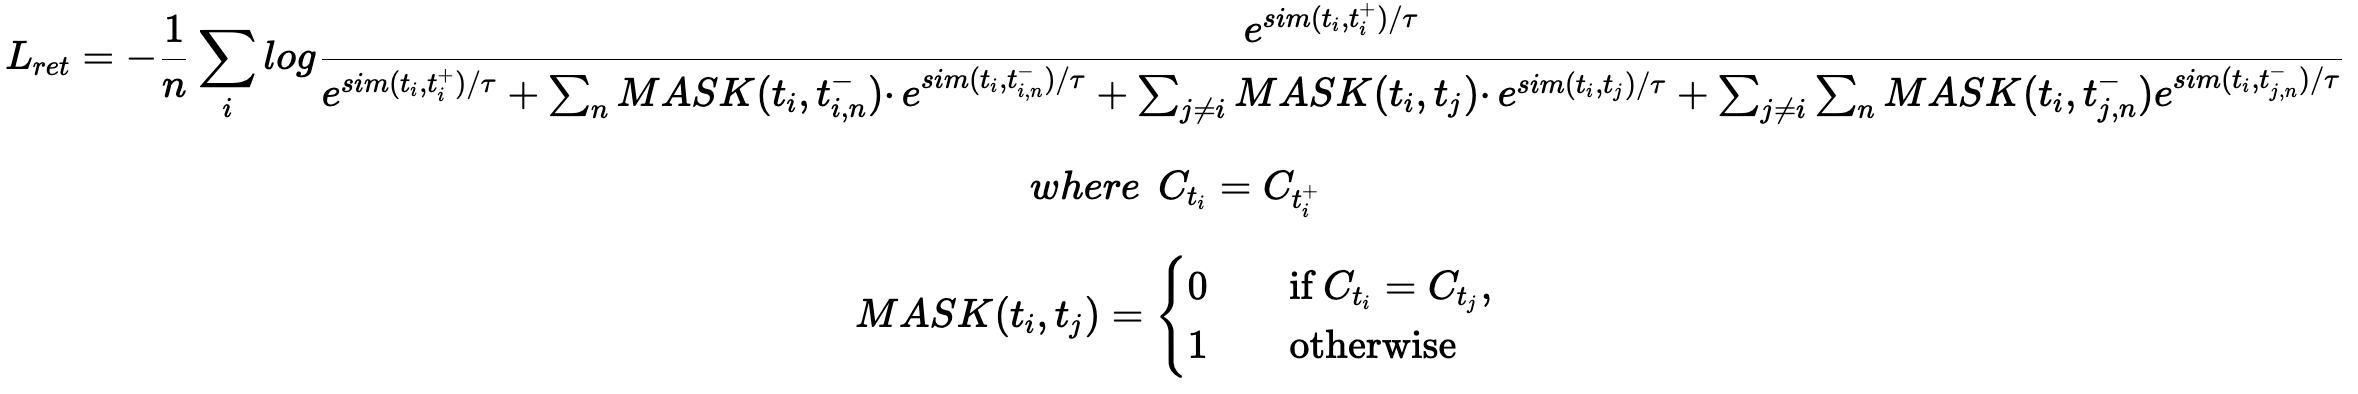 $L_{ret} = -\frac{1}{n} \sum_{i} log \frac{e^{sim(t_i, t_i^+)/\tau}}{e^{sim(t_i, t_i^+)/\tau} + \sum_n MASK(t_i, t_{i,n}^-) \cdot e^{sim(t_i, t_{i,n}^-)/\tau} + \sum_{j \neq i} MASK(t_i, t_j) \cdot e^{sim(t_i, t_j)/\tau} + \sum_{j \neq i} \sum_n MASK(t_i, t_{j,n}^-) e^{sim(t_i, t_{j,n}^-)/\tau}}$
$where \ C_{t_i} = C_{t_i^+}$
$MASK(t_i, t_j) = \begin{cases} 0 & \text{if } C_{t_i} = C_{t_j}, \\ 1 & \text{otherwise} \end{cases}$